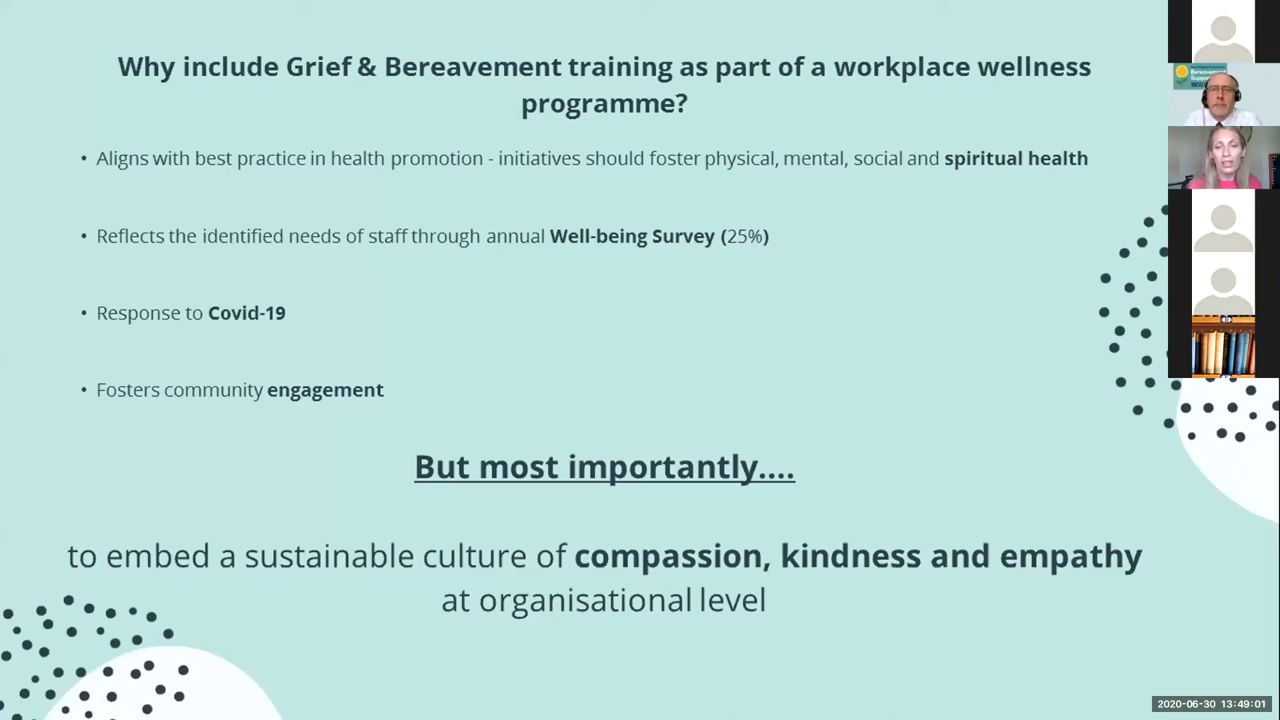 Why include Grief & Bereavement training as part of a workplace wellness
programme?
• Aligns with best practice in health promotion - initiatives should foster physical, mental, social and spiritual health
• Reflects the identified needs of staff through annual Well-being Survey (25%)
• Response to Covid-19
• Fosters community engagement
But most importantly....
to embed a sustainable culture of compassion, kindness and empathy
at organisational level
Bereavement
2020-06-30 13:49:01